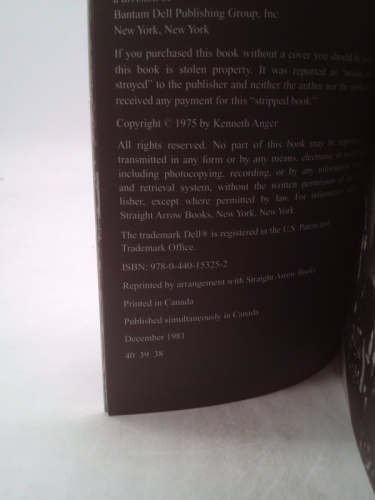 Bantam Dell Publishing Group, Inc.
New York, New York
If you purchased this book without a cover you should be
this book is stolen property. It was reported as
stroyed" to the publisher and neither the author nor the
received any payment for this "stripped book."
Copyright © 1975 by Kenneth Anger
All rights reserved. No part of this book may be
transmitted in any form or by any means, electronic
including photocopying, recording, or by any information
and retrieval system, without the written permission of
lisher, except where permitted by law. For information
Straight Arrow Books, New York, New York.
The trademark Dell® is registered in the U.S. Patent and
Trademark Office.
ISBN: 978-0-440-15325-2
Reprinted by arrangement with Straight Arrow Books
Printed in Canada
Published simultaneously in Canada
December 1981
40 39 38